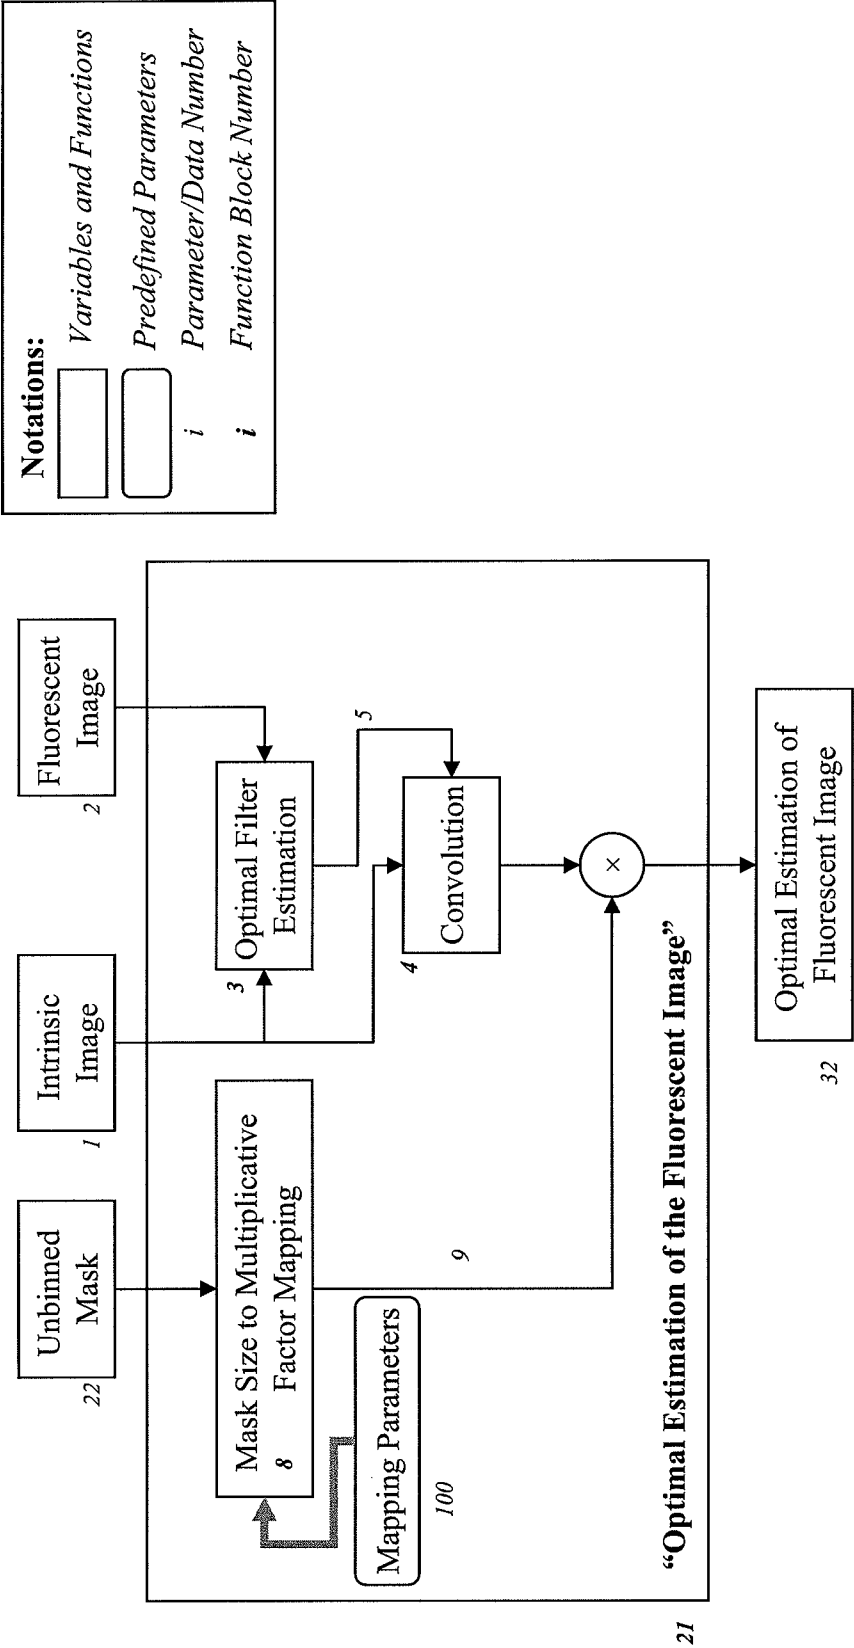 Notations:
Variables and Functions
Predefined Parameters
i Parameter/Data Number
i Function Block Number
Unbinned
Mask
22
Intrinsic
Image
1
Fluorescent
Image
2
Mask Size to Multiplicative
Factor Mapping
8
Optimal Filter
Estimation
3
5
Mapping Parameters
100
Convolution
4
9
×
“Optimal Estimation of the Fluorescent Image”
21
Optimal Estimation of
Fluorescent Image
32